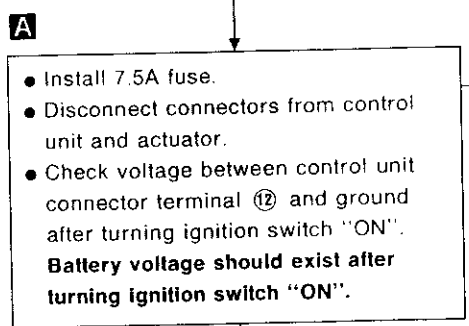 A
● Install 7.5A fuse.
● Disconnect connectors from control
unit and actuator.
● Check voltage between control unit
connector terminal ⑫ and ground
after turning ignition switch "ON".
Battery voltage should exist after
turning ignition switch "ON".